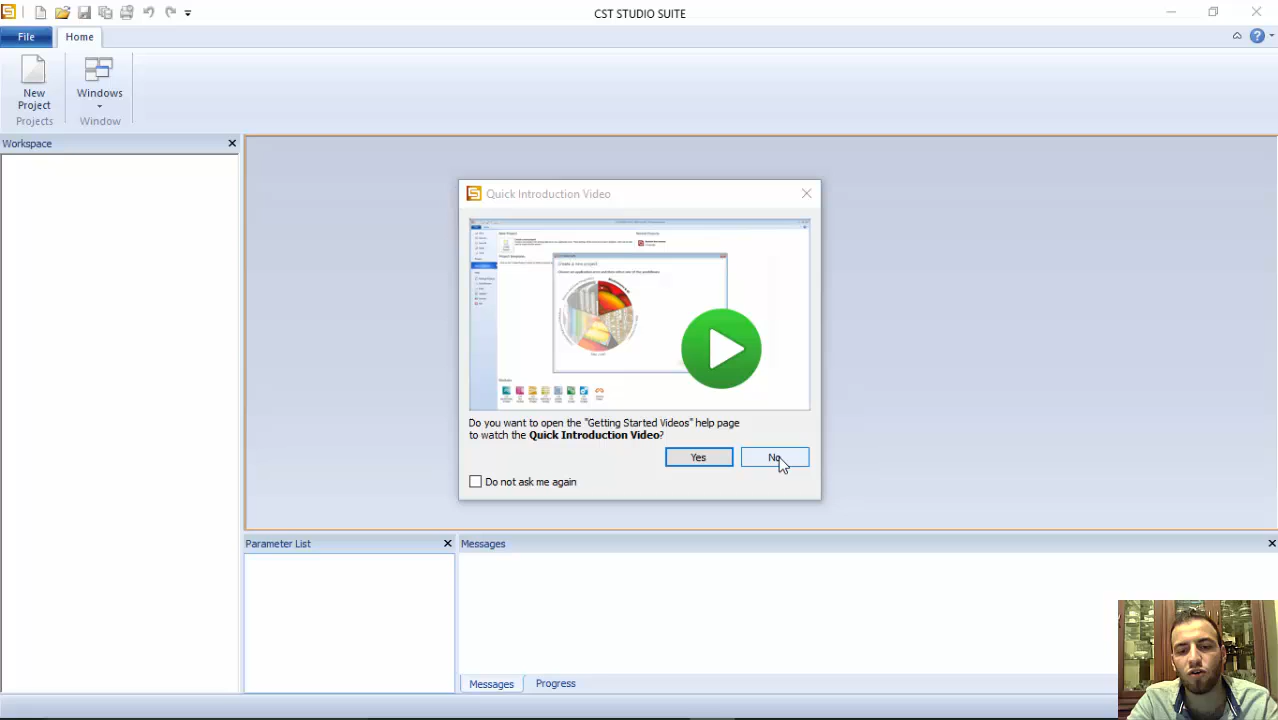 CST STUDIO SUITE
File
Home
New
Project
Projects
Windows
Window
Workspace
Quick Introduction Video
Do you want to open the "Getting Started Videos" help page
to watch the Quick Introduction Video?
Yes
No
Do not ask me again
Parameter List
Messages
Messages
Progress